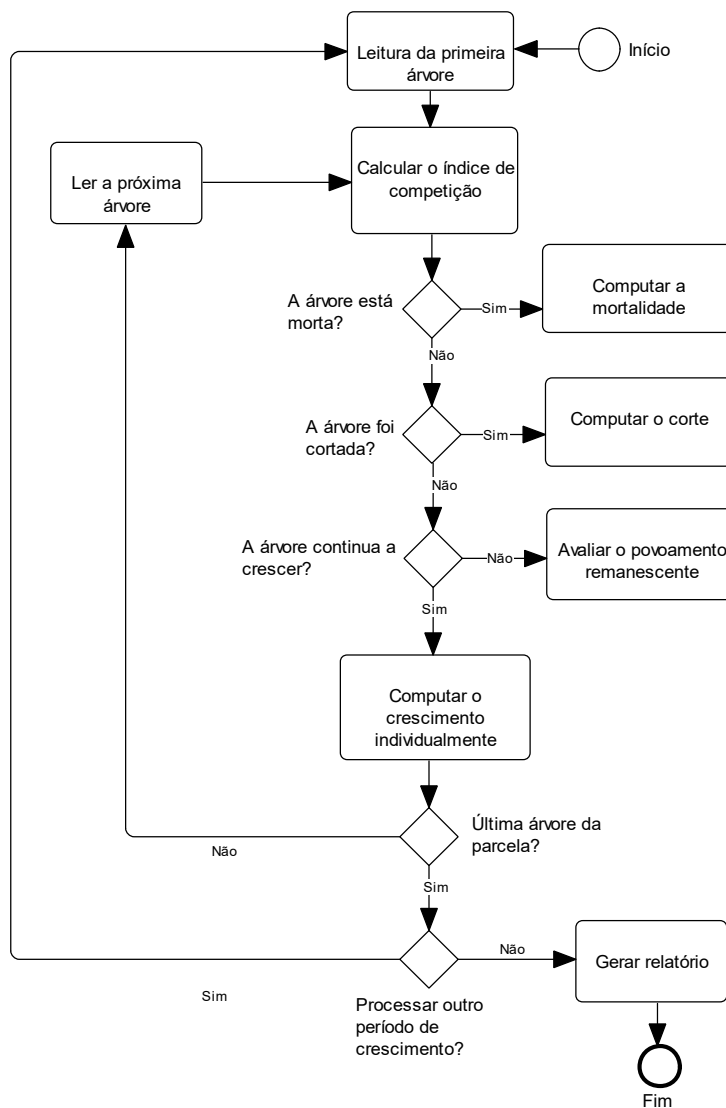 Leitura da primeira
árvore
Início
Ler a próxima
árvore
Calcular o índice de
competição
A árvore está
morta?
Sim
Computar a
mortalidade
Não
A árvore foi
cortada?
Sim
Computar o corte
Não
A árvore continua a
crescer?
Não
Avaliar o povoamento
remanescente
Sim
Computar o
crescimento
individualmente
Última árvore da
parcela?
Não
Sim
Não
Gerar relatório
Sim
Processar outro
período de
crescimento?
Fim